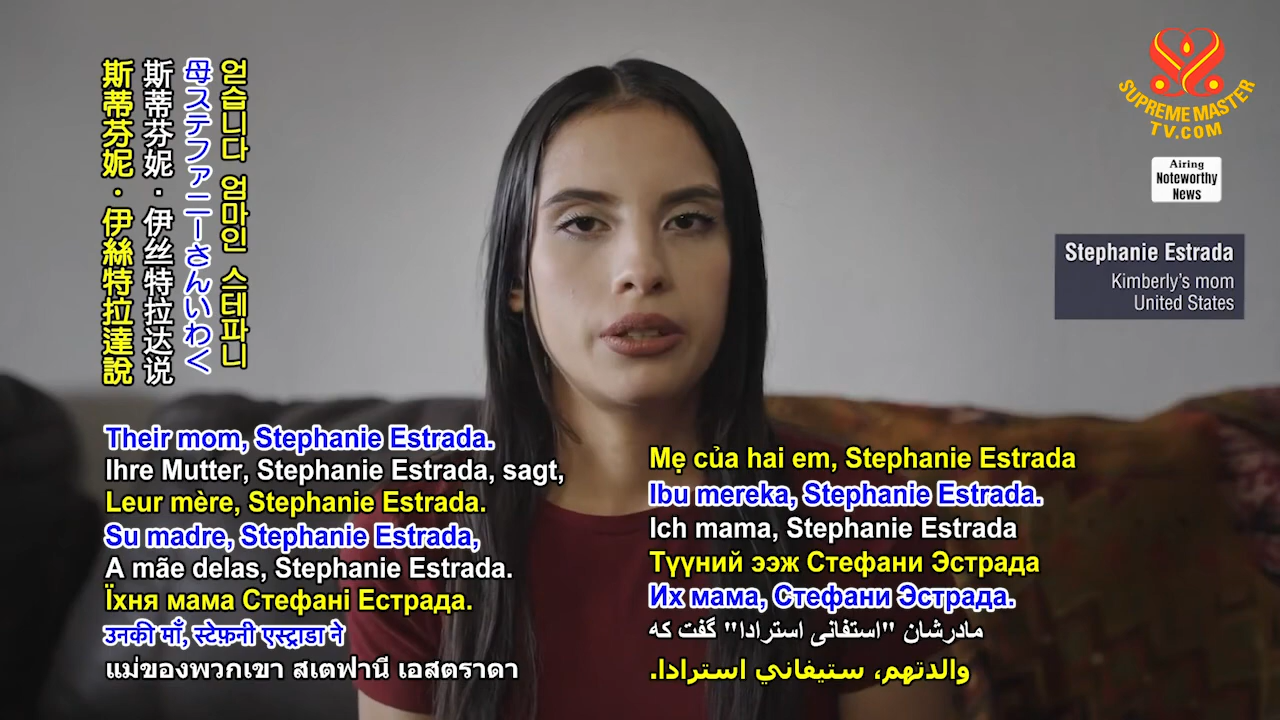 얻습니다 엄마인 스테파니
母ステファニーさんいわく
斯蒂芬妮·伊丝特拉达说
斯蒂芬妮·伊絲特拉達說
SUPREME MASTER
TV.COM
Airing
Noteworthy
News
Stephanie Estrada
Kimberly's mom
United States
Their mom, Stephanie Estrada.
Ihre Mutter, Stephanie Estrada, sagt,
Leur mère, Stephanie Estrada.
Su madre, Stephanie Estrada,
A mãe delas, Stephanie Estrada.
Їхня мама Стефані Естрада.
उनकी माँ, स्टेफ़नी एस्ट्राडा ने
แม่ของพวกเขา สเตฟานี เอสตราดา
Mẹ của hai em, Stephanie Estrada
Ibu mereka, Stephanie Estrada.
Ich mama, Stephanie Estrada
Түүний ээж Стефани Эстрада
Их мама, Стефани Эстрада.
مادرشان "استفانی استرادا" گفت که
والدتهم، ستيفاني استرادا.